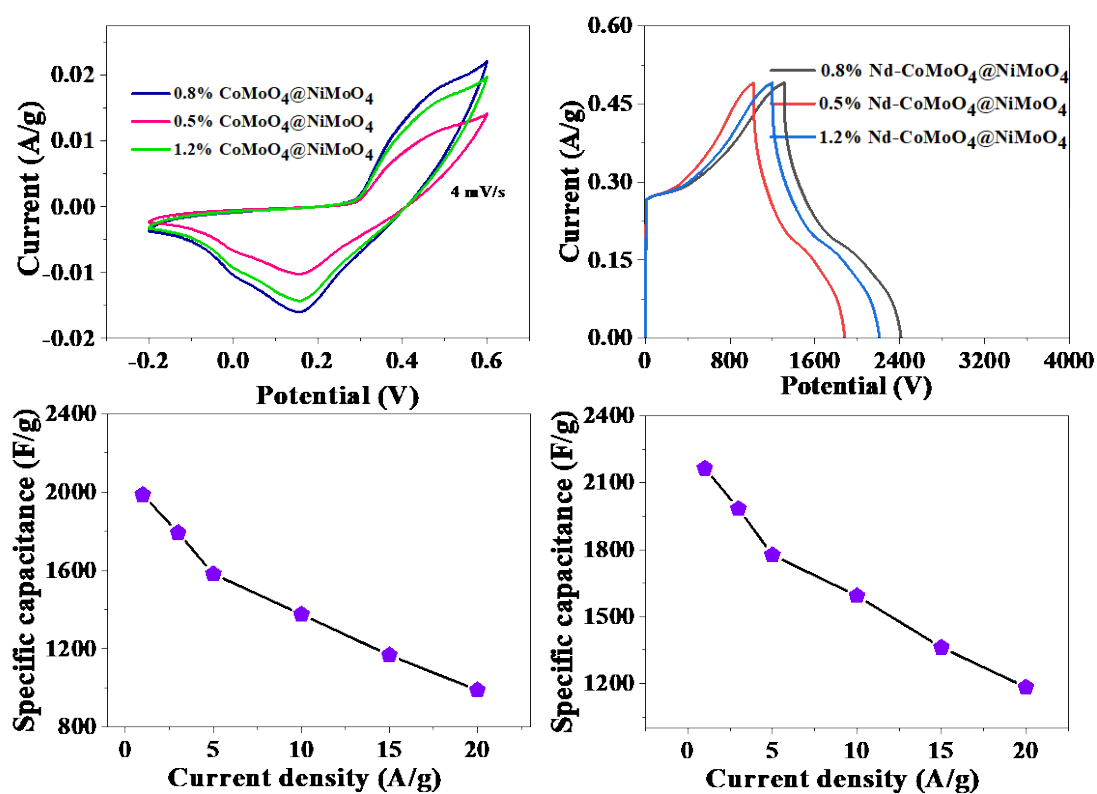 0.02
0.01
0.00
-0.01
-0.02
Current (A/g)
0.8% CoMoO4@NiMoO4
0.5% CoMoO4@NiMoO4
1.2% CoMoO4@NiMoO4
4 mV/s
-0.2 0.0 0.2 0.4 0.6
Potential (V)
0.60
0.45
0.30
0.15
0.00
Current (A/g)
0.8% Nd-CoMoO4@NiMoO4
0.5% Nd-CoMoO4@NiMoO4
1.2% Nd-CoMoO4@NiMoO4
0 800 1600 2400 3200 4000
Potential (V)
2400
2000
1600
1200
800
Specific capacitance (F/g)
0 5 10 15 20
Current density (A/g)
2400
2100
1800
1500
1200
Specific capacitance (F/g)
0 5 10 15 20
Current density (A/g)